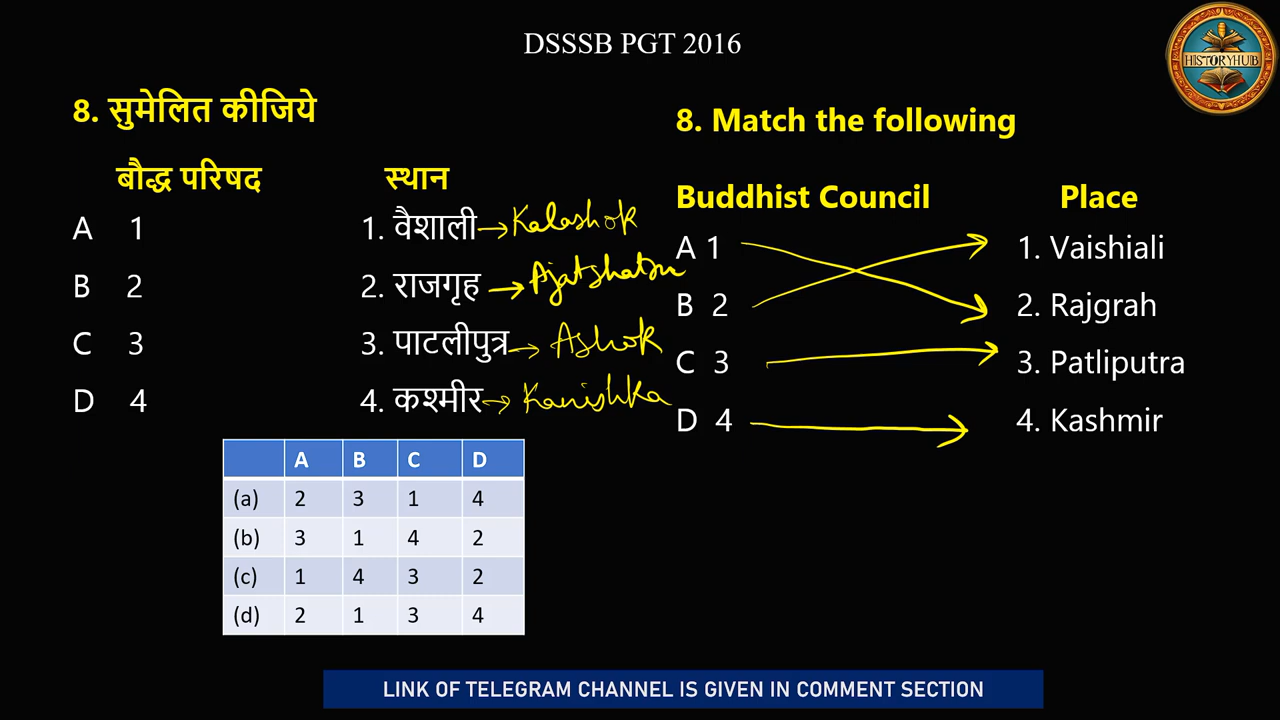 DSSSB PGT 2016
HISTORYHUB
8. सुमेलित कीजिये
बौद्ध परिषद स्थान
A 1 1. वैशाली → Kalashok
B 2 2. राजगृह → Ajatshatru
C 3 3. पाटलीपुत्र → Ashok
D 4 4. कश्मीर → Kanishka
8. Match the following
Buddhist Council Place
A 1 1. Vaishiali
B 2 2. Rajgrah
C 3 3. Patliputra
D 4 4. Kashmir
A B C D
(a) 2 3 1 4
(b) 3 1 4 2
(c) 1 4 3 2
(d) 2 1 3 4
LINK OF TELEGRAM CHANNEL IS GIVEN IN COMMENT SECTION